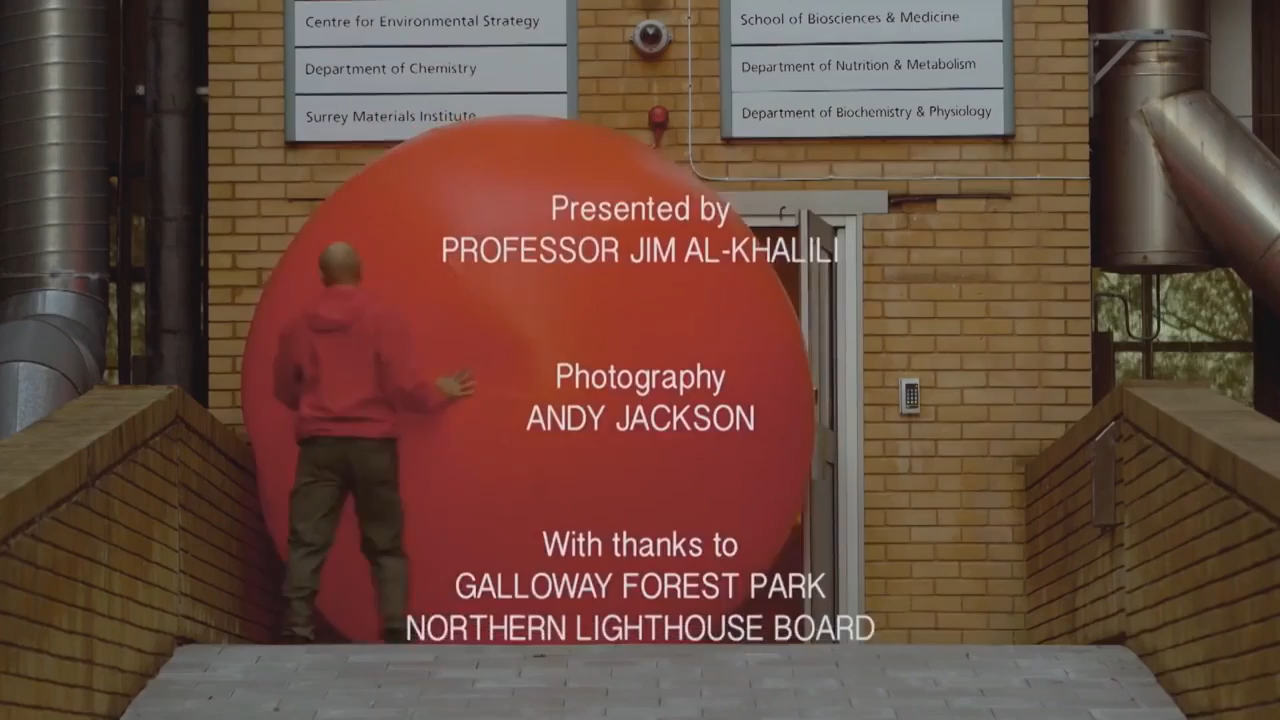 Centre for Environmental Strategy
Department of Chemistry
Surrey Materials Institute
School of Biosciences & Medicine
Department of Nutrition & Metabolism
Department of Biochemistry & Physiology
Presented by
PROFESSOR JIM AL-KHALILI
Photography
ANDY JACKSON
With thanks to
GALLOWAY FOREST PARK
NORTHERN LIGHTHOUSE BOARD